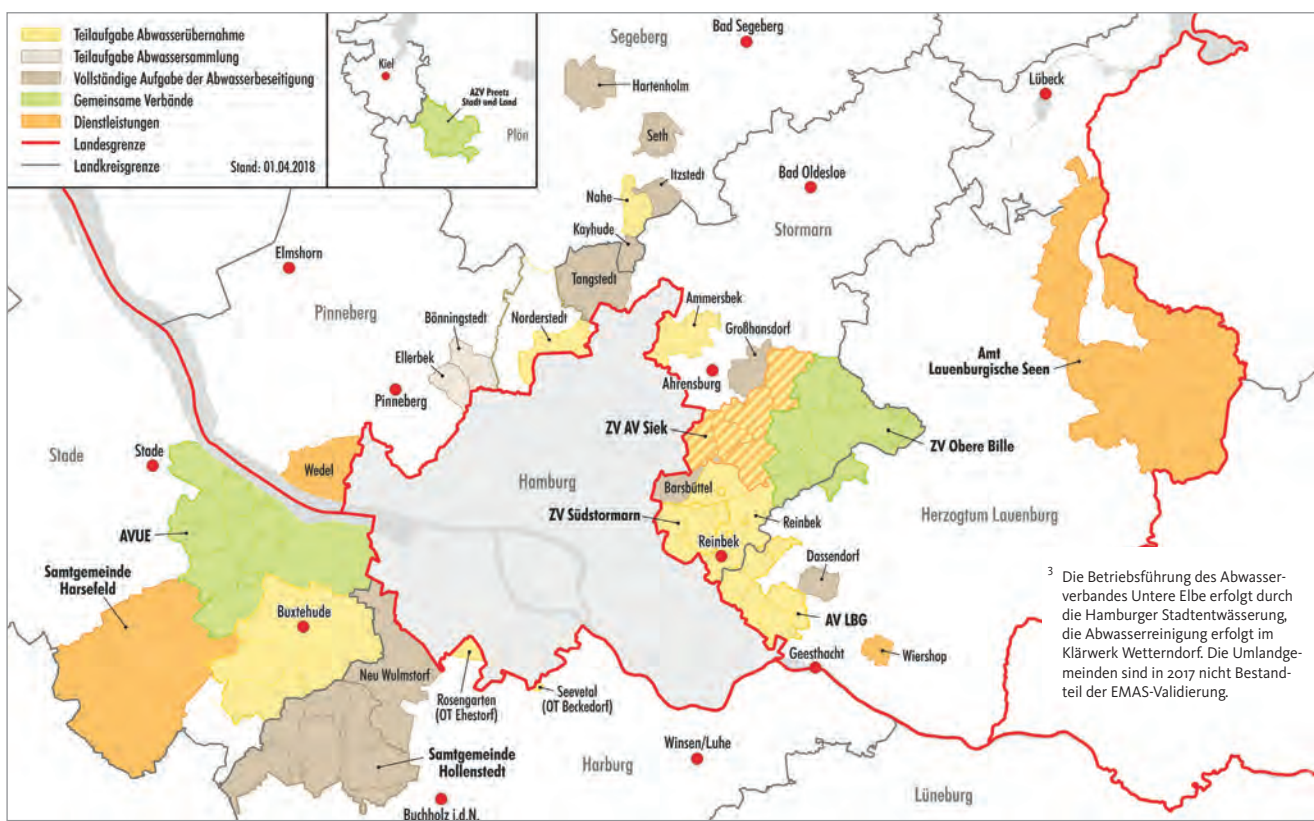 Teilaufgabe Abwasserübernahme
Teilaufgabe Abwassersammlung
Vollständige Aufgabe der Abwasserbeseitigung
Gemeinsame Verbände
Dienstleistungen
Landesgrenze
Landkreisgrenze
Stand: 01.04.2018
Kiel
AZV Preetz
Stadt und Land
Plön
Segeberg
Bad Segeberg
Hartenholm
Lübeck
Seth
Itzstedt
Bad Oldesloe
Nahe
Kayhude
Stormarn
Elmshorn
Tangstedt
Pinneberg
Ammersbek
Bönningstedt
Norderstedt
Großhansdorf
Ellerbek
Amt
Lauenburgische Seen
Ahrensburg
Pinneberg
ZV AV Siek
Stade
Stade
ZV Obere Bille
Wedel
Hamburg
Barsbüttel
ZV Südstormarn
Reinbek
Herzogtum Lauenburg
AVUE
Reinbek
Dassendorf
Samtgemeinde
Harsefeld
Buxtehude
AV LBG
Wiershop
Geesthacht
Neu Wulmstorf
Rosengarten
(OT Ehestorf)
Seevetal
(OT Beckedorf)
Samtgemeinde
Hollenstedt
Winsen/Luhe
Harburg
Lüneburg
Buchholz i.d.N.
3 Die Betriebsführung des Abwasser-
verbandes Untere Elbe erfolgt durch
die Hamburger Stadtentwässerung,
die Abwasserreinigung erfolgt im
Klärwerk Wetterndorf. Die Umlandge-
meinden sind in 2017 nicht Bestand-
teil der EMAS-Validierung.